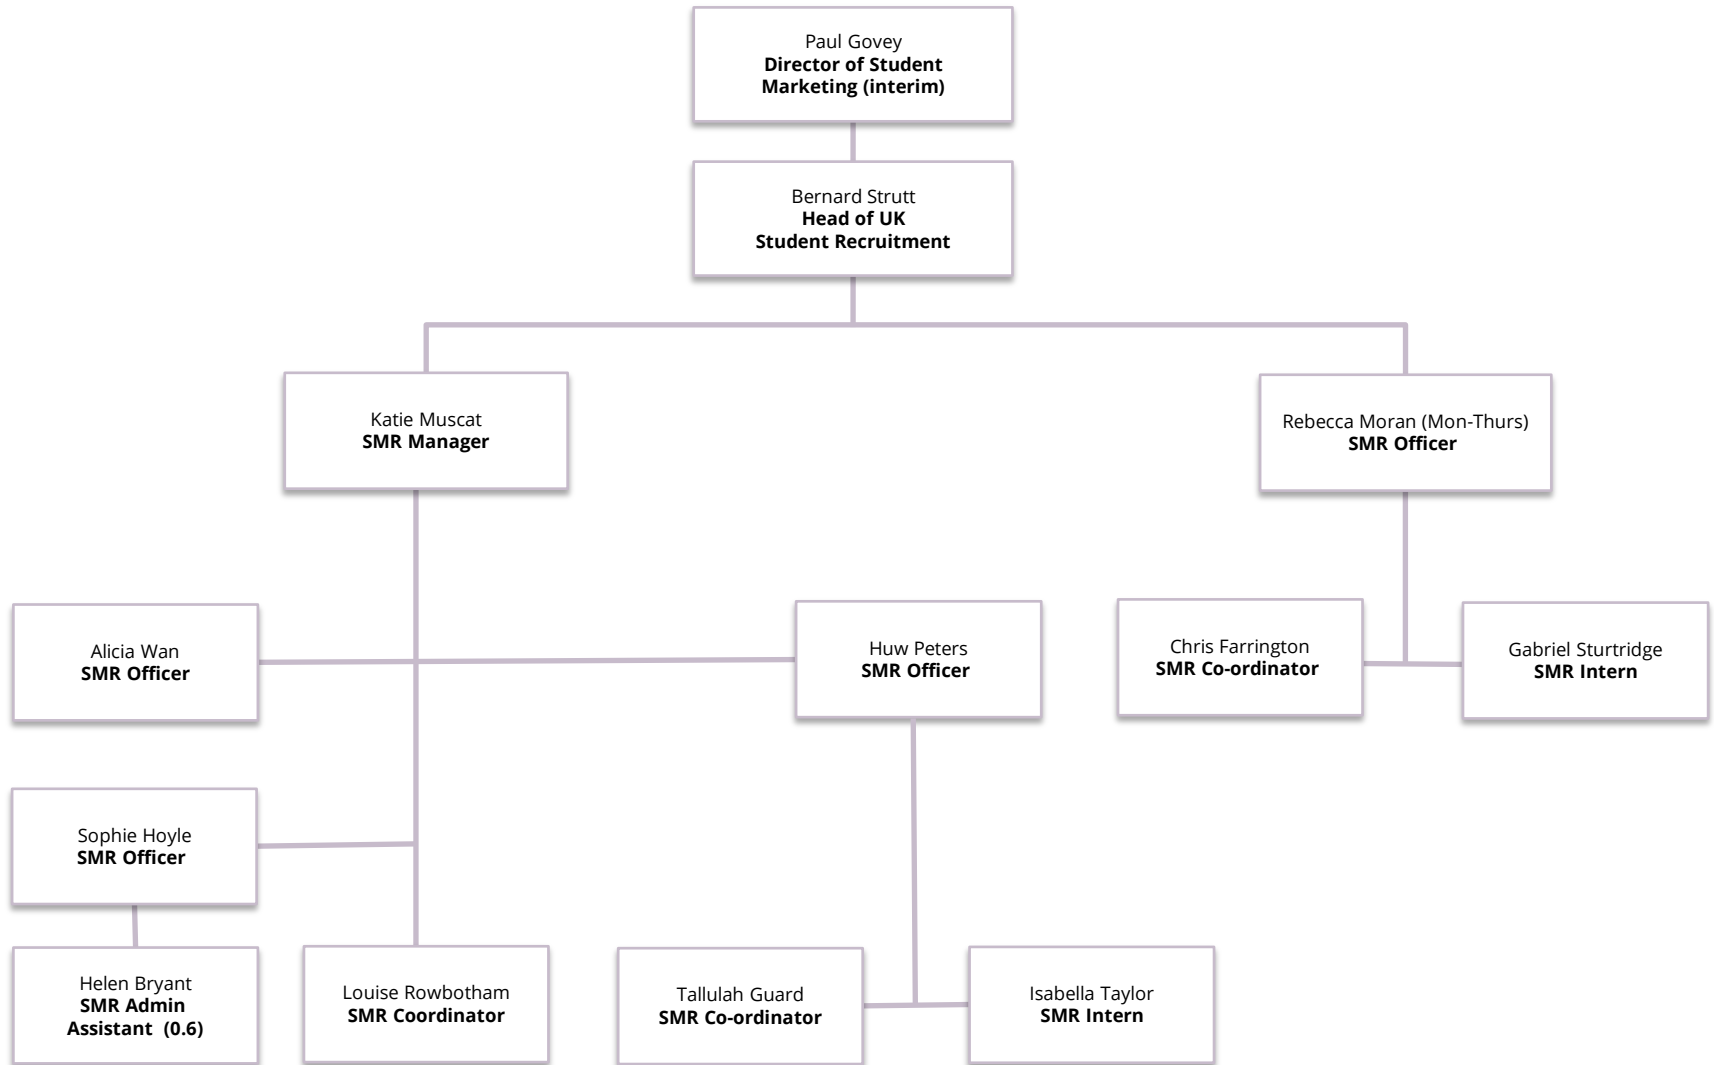 Paul Govey
Director of Student
Marketing (interim)
Bernard Strutt
Head of UK
Student Recruitment
Katie Muscat
SMR Manager
Rebecca Moran (Mon-Thurs)
SMR Officer
Alicia Wan
SMR Officer
Huw Peters
SMR Officer
Chris Farrington
SMR Co-ordinator
Gabriel Sturtridge
SMR Intern
Sophie Hoyle
SMR Officer
Helen Bryant
SMR Admin
Assistant (0.6)
Louise Rowbotham
SMR Coordinator
Tallulah Guard
SMR Co-ordinator
Isabella Taylor
SMR Intern